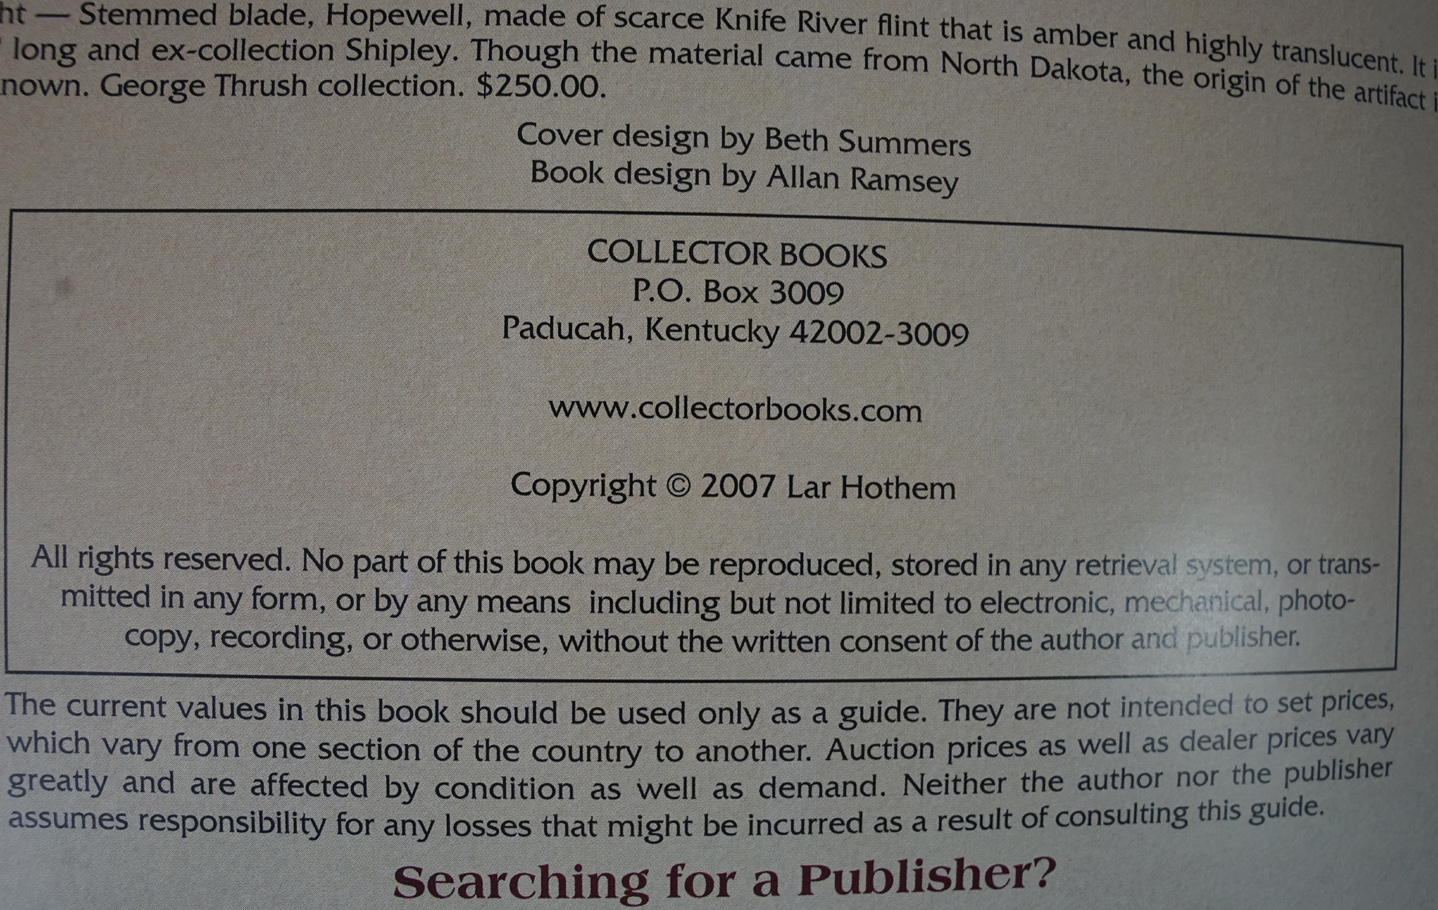 ht — Stemmed blade, Hopewell, made of scarce Knife River flint that is amber and highly translucent. It i
long and ex-collection Shipley. Though the material came from North Dakota, the origin of the artifact i
nown. George Thrush collection. $250.00.
Cover design by Beth Summers
Book design by Allan Ramsey
COLLECTOR BOOKS
P.O. Box 3009
Paducah, Kentucky 42002-3009
www.collectorbooks.com
Copyright © 2007 Lar Hothem
All rights reserved. No part of this book may be reproduced, stored in any retrieval system, or trans-
mitted in any form, or by any means including but not limited to electronic, mechanical, photo-
copy, recording, or otherwise, without the written consent of the author and publisher.
The current values in this book should be used only as a guide. They are not intended to set prices,
which vary from one section of the country to another. Auction prices as well as dealer prices vary
greatly and are affected by condition as well as demand. Neither the author nor the publisher
assumes responsibility for any losses that might be incurred as a result of consulting this guide.
Searching for a Publisher?